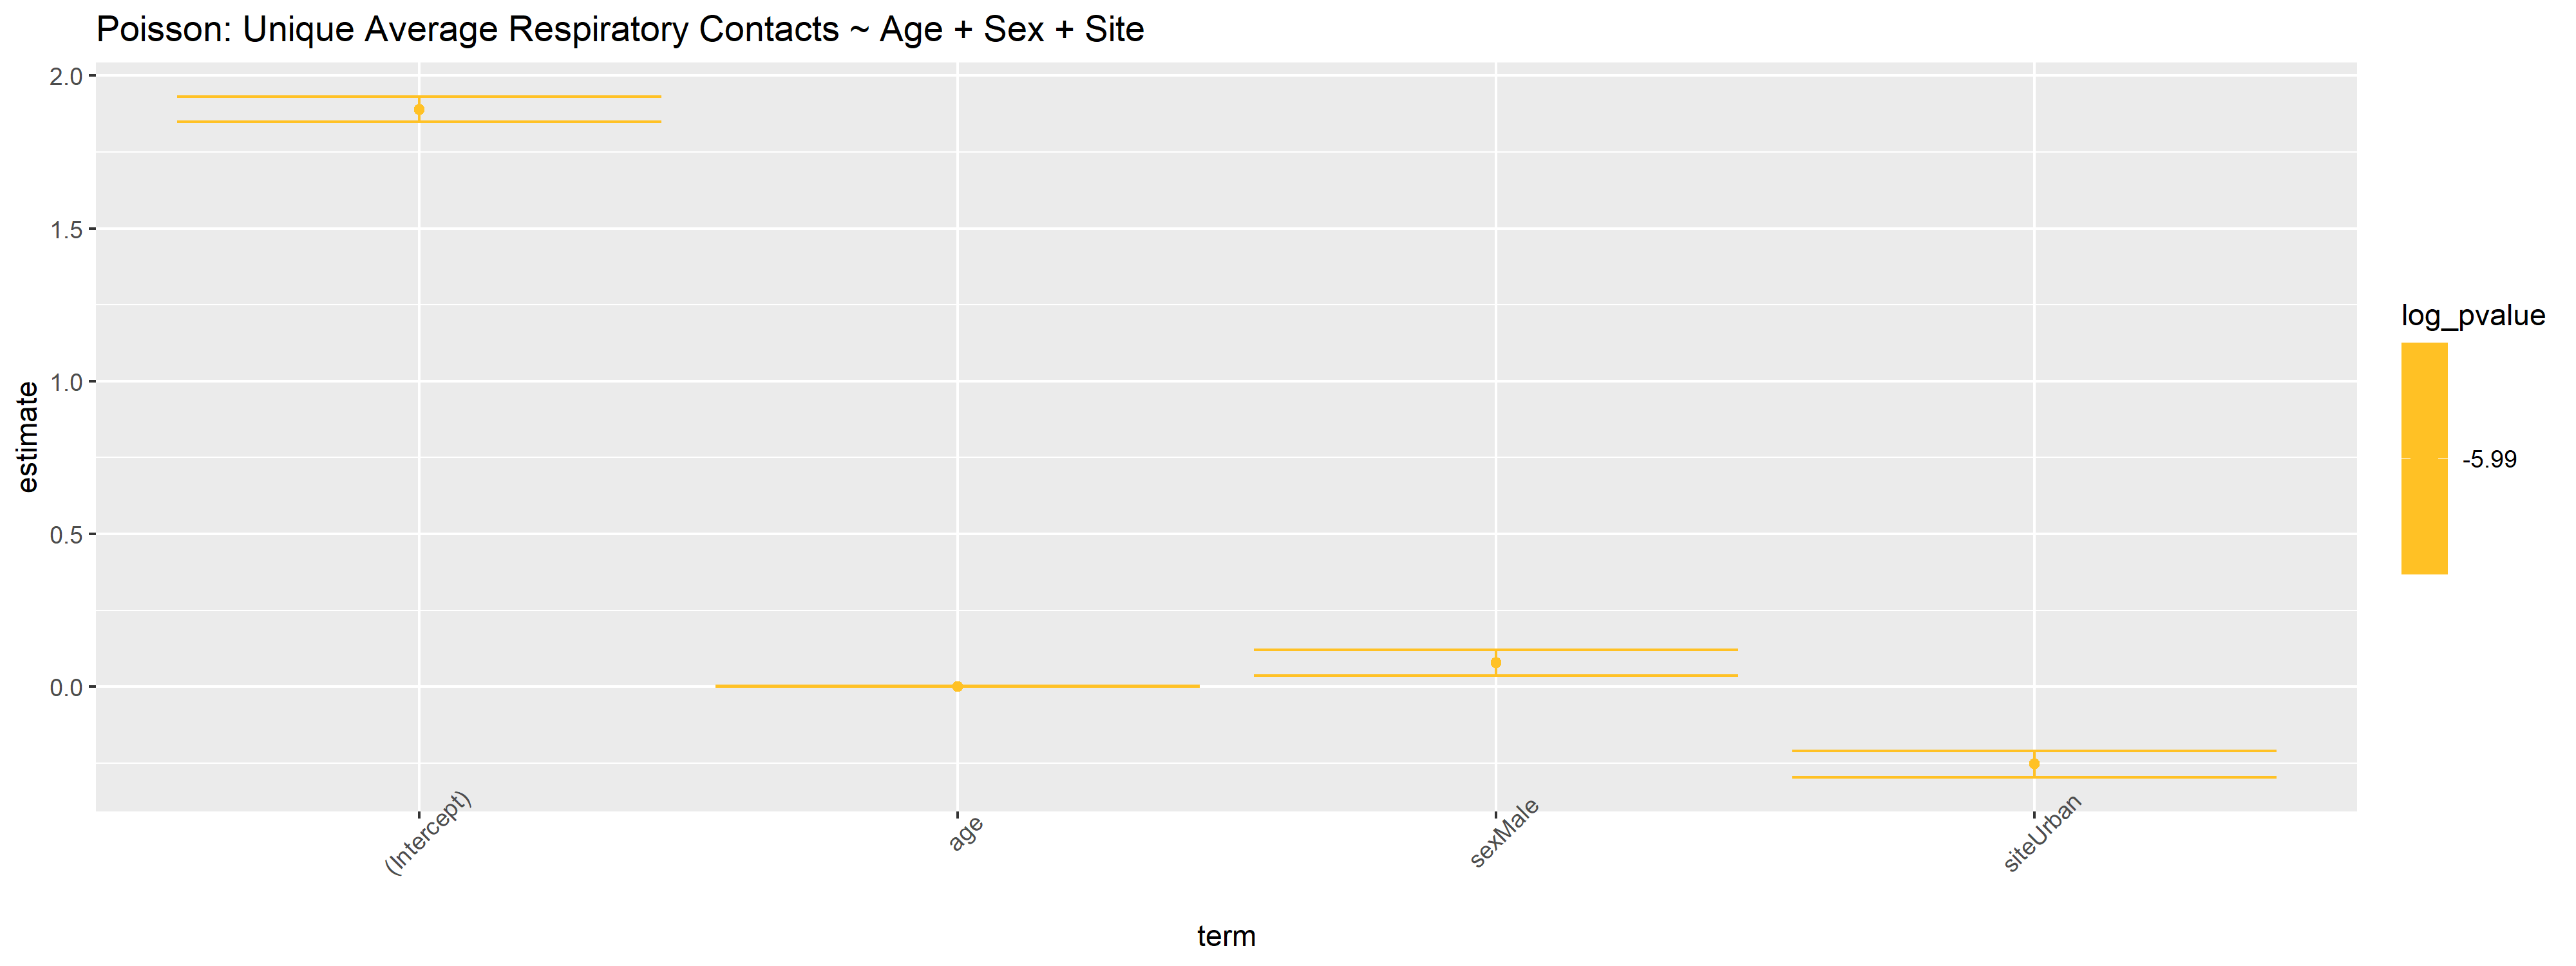 Poisson: Unique Average Respiratory Contacts ~ Age + Sex + Site
2.0
1.5
1.0
0.5
0.0
estimate
(Intercept)
age
sexMale
siteUrban
term
log_pvalue
-5.99